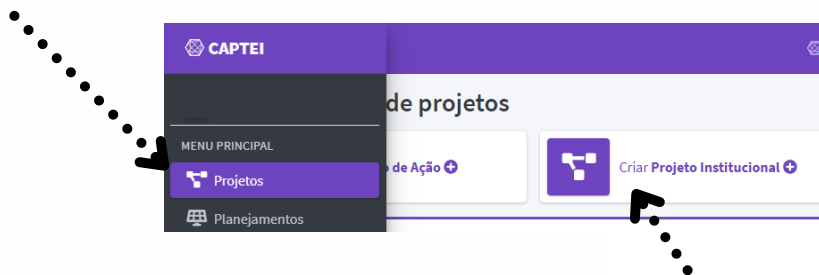 CAPTEI
de projetos
MENU PRINCIPAL
Projetos
de Ação
Criar Projeto Institucional
Planejamentos